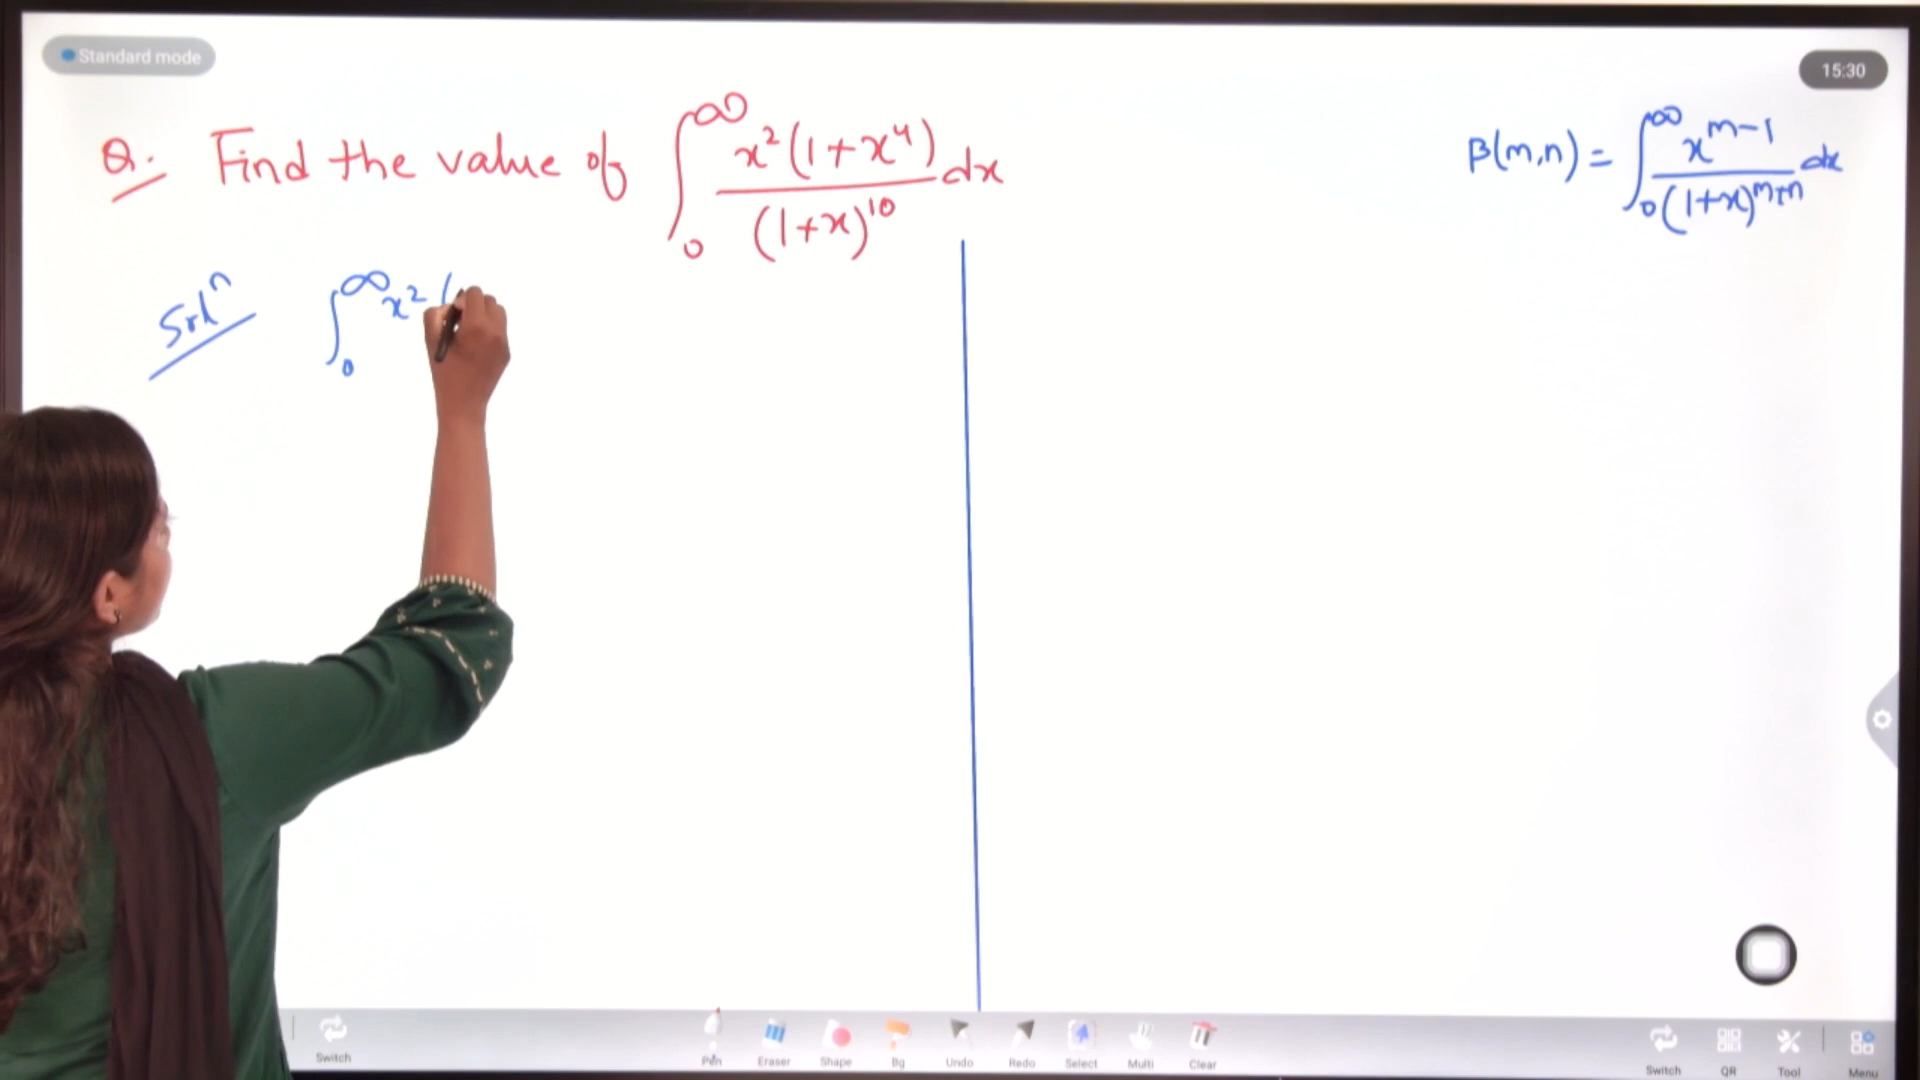 Standard mode
15:30
Q. Find the value of ∫₀^∞ x²(1+x⁴)/(1+x)¹⁰ dx
β(m,n) = ∫₀^∞ x^(m-1)/(1+x)^(m+n) dx
Solⁿ ∫₀^∞ x² (
Switch Pen Eraser Shape Bg Undo Redo Select Multi Clear Switch QR Tool Menu